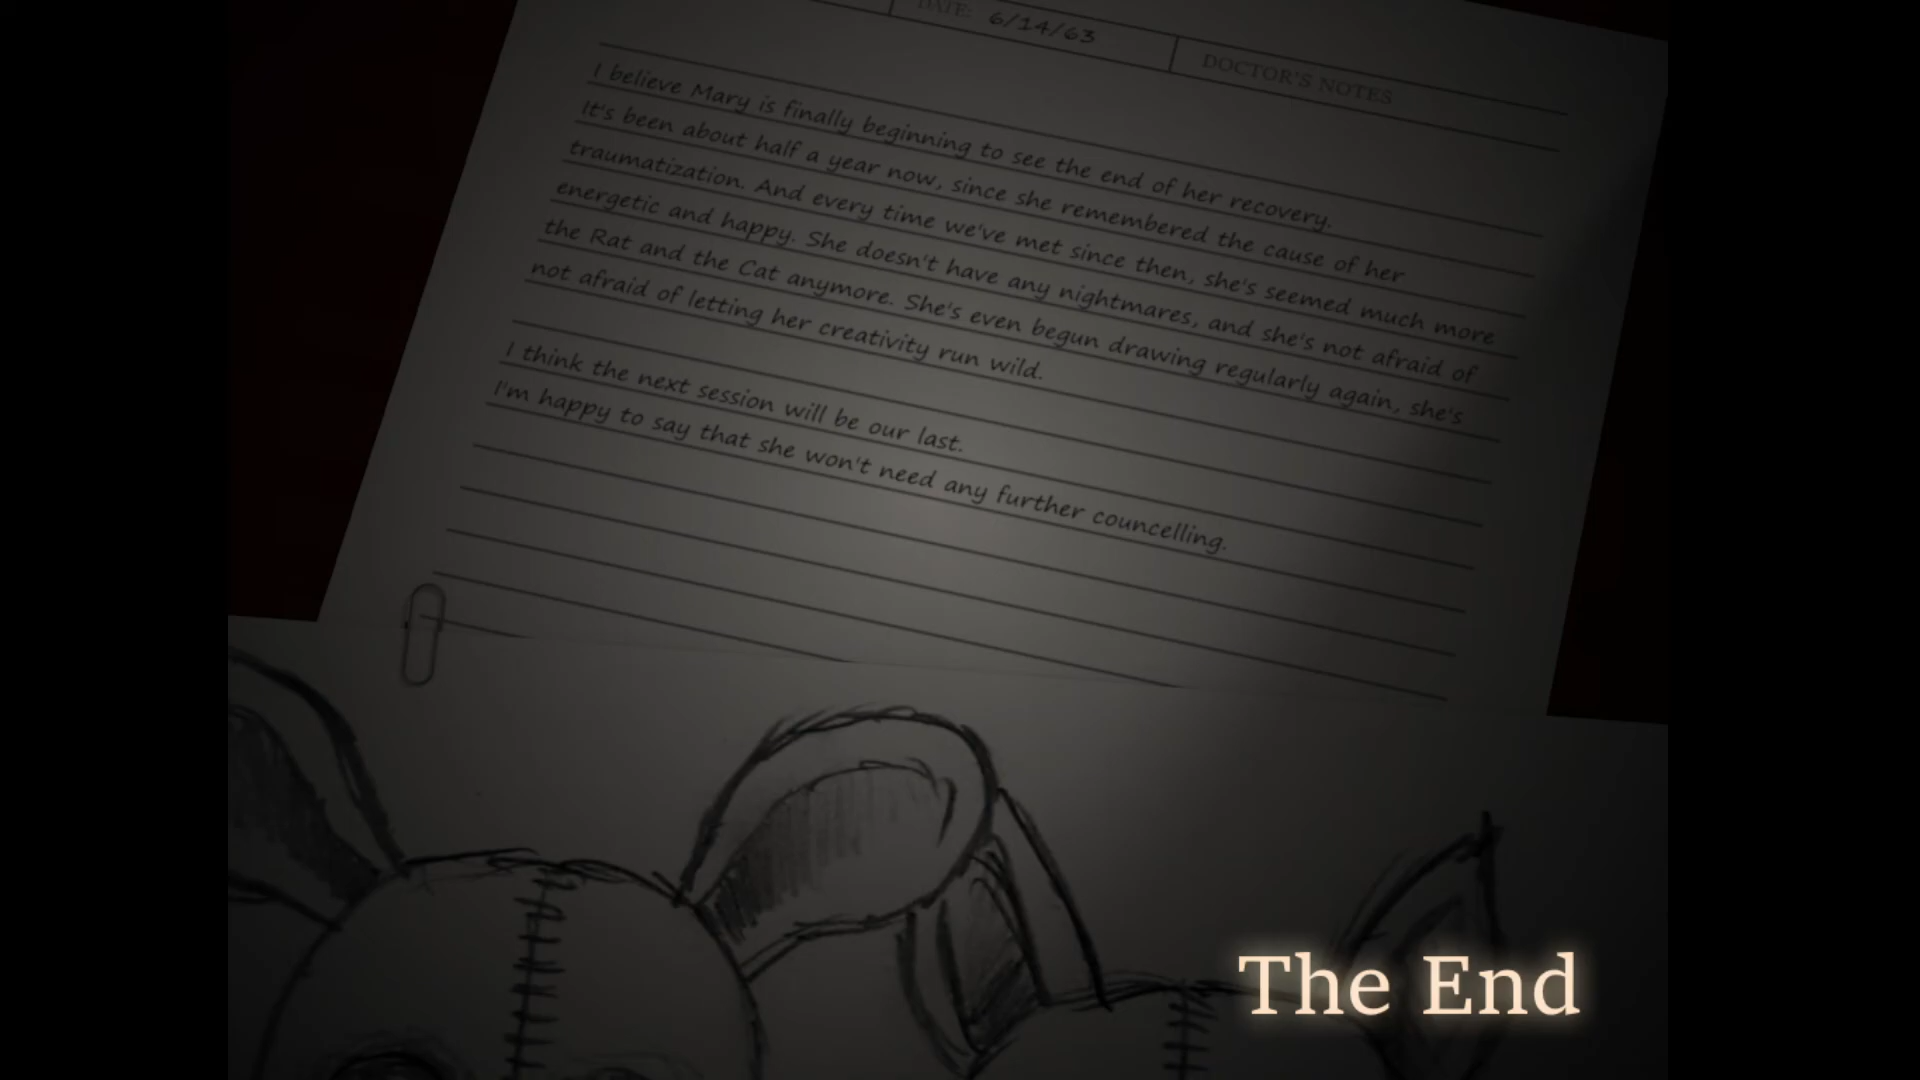 DATE: 6/14/63
DOCTOR'S NOTES
I believe Mary is finally beginning to see the end of her recovery.
It's been about half a year now, since she remembered the cause of her
traumatization. And every time we've met since then, she's seemed much more
energetic and happy. She doesn't have any nightmares, and she's not afraid of
the Rat and the Cat anymore. She's even begun drawing regularly again, she's
not afraid of letting her creativity run wild.
I think the next session will be our last.
I'm happy to say that she won't need any further councelling.
The End